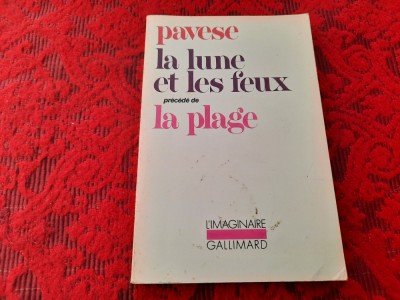 pavese
la lune
et les feux
précédé de
la plage
L'IMAGINAIRE
GALLIMARD